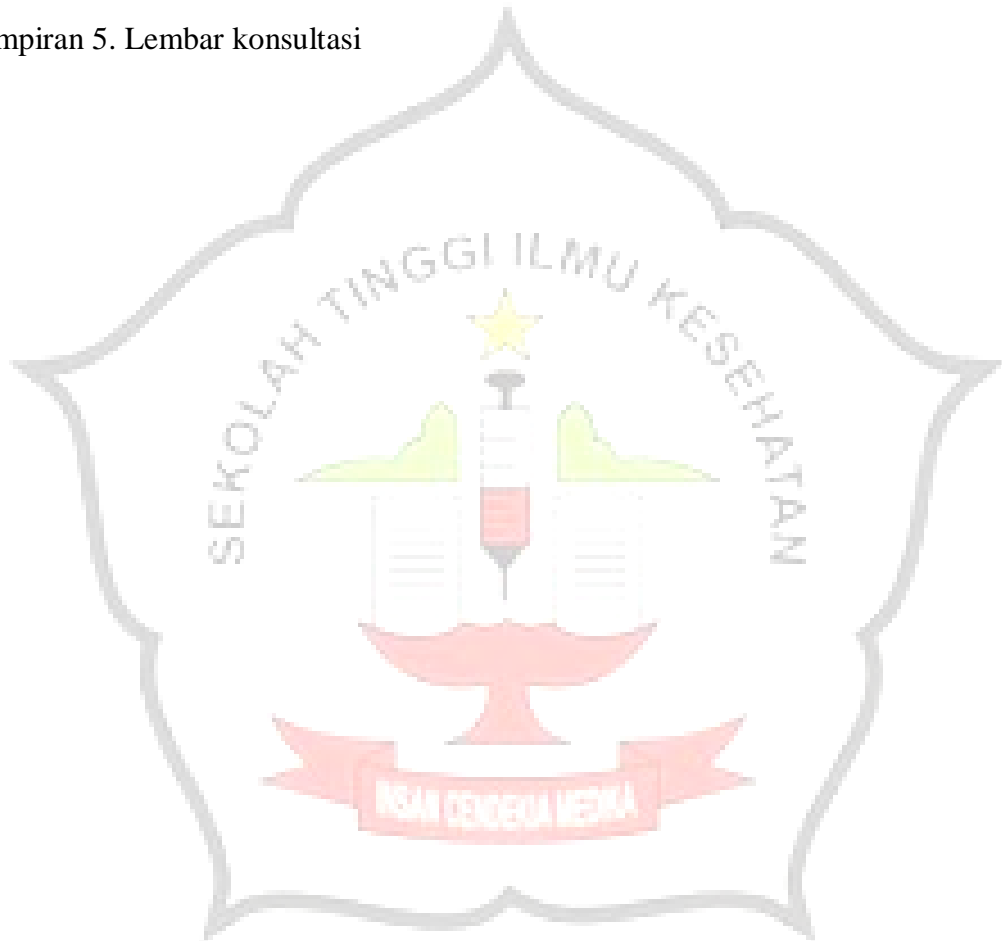 mpiran 5. Lembar konsultasi
SEKOLAH TINGGI ILMU KESEHATAN
INSAN CENDEKIA MEDIKA